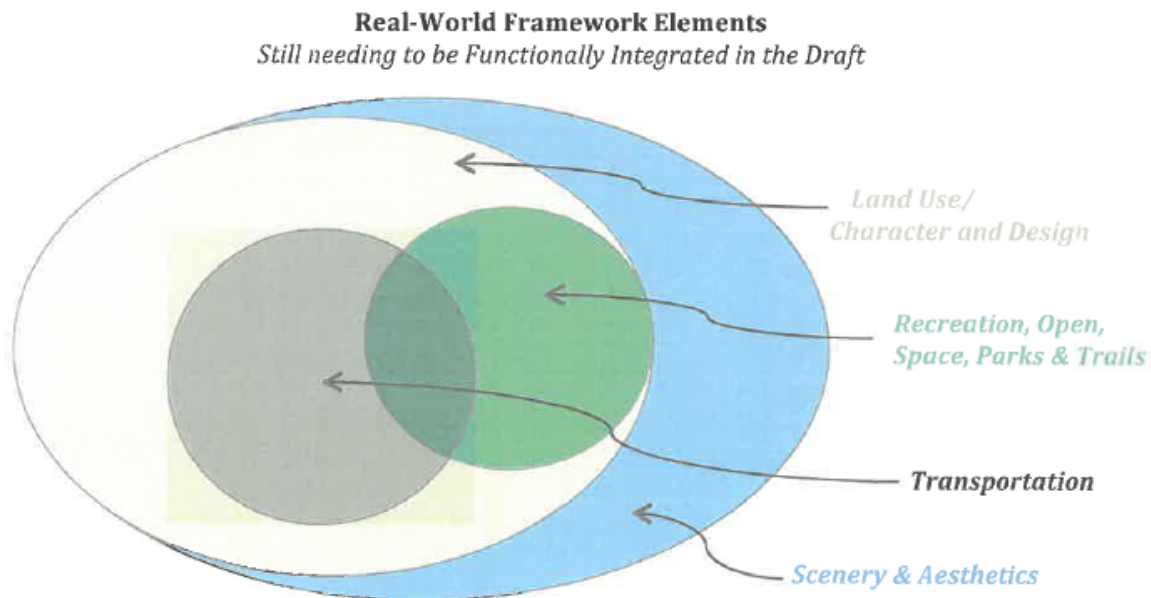 Real-World Framework Elements
Still needing to be Functionally Integrated in the Draft
Land Use/
Character and Design
Recreation, Open,
Space, Parks & Trails
Transportation
Scenery & Aesthetics